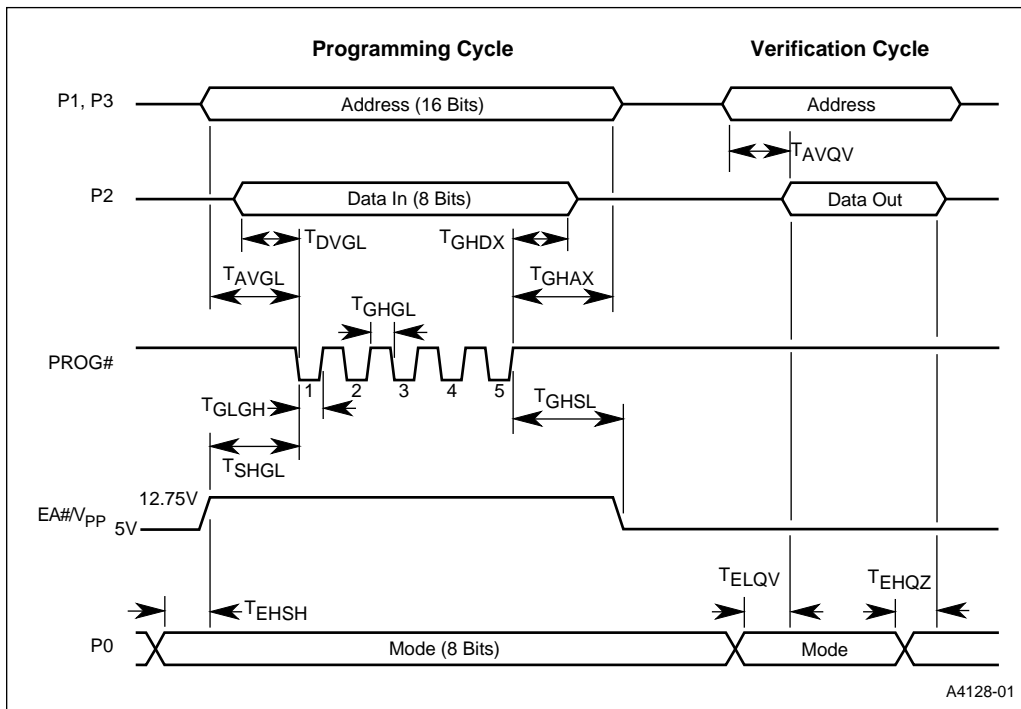 Programming Cycle
Verification Cycle
P1, P3
Address (16 Bits)
Address
TAVQV
P2
Data In (8 Bits)
Data Out
TDVGL
TGHDX
TAVGL
TGHAX
TGHGL
PROG#
1 2 3 4 5
TGLGH
TGHSL
TSHGL
12.75V
EA#/VPP
5V
TELQV
TEHQZ
TEHSH
P0
Mode (8 Bits)
Mode
A4128-01